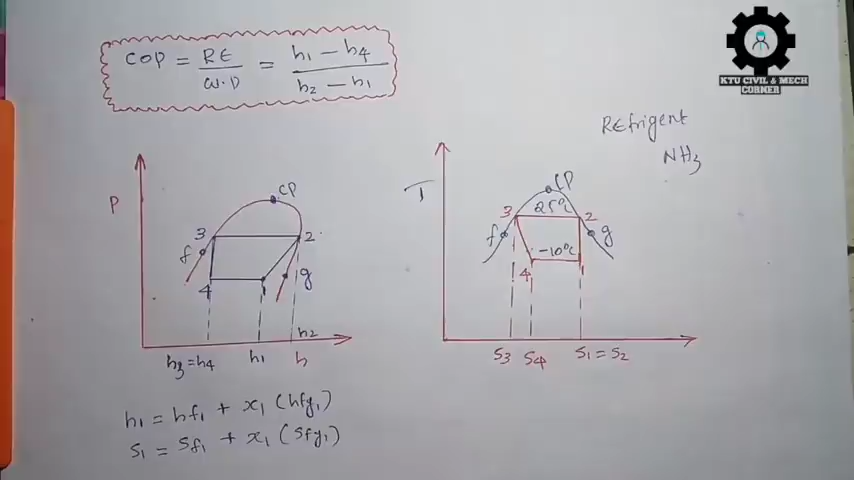 COP = RE / W.D = h1 - h4 / h2 - h1
KTU CIVIL & MECH
CORNER
REfrigent
NH3
P
CP
3
2
f
g
4
1
h2
h3=h4
h1
h
T
CP
3
25°C
2
f
g
-10°C
4
S3
S4
S1=S2
h1 = hf1 + x1 (hfg1)
S1 = Sf1 + x1 (Sfg1)